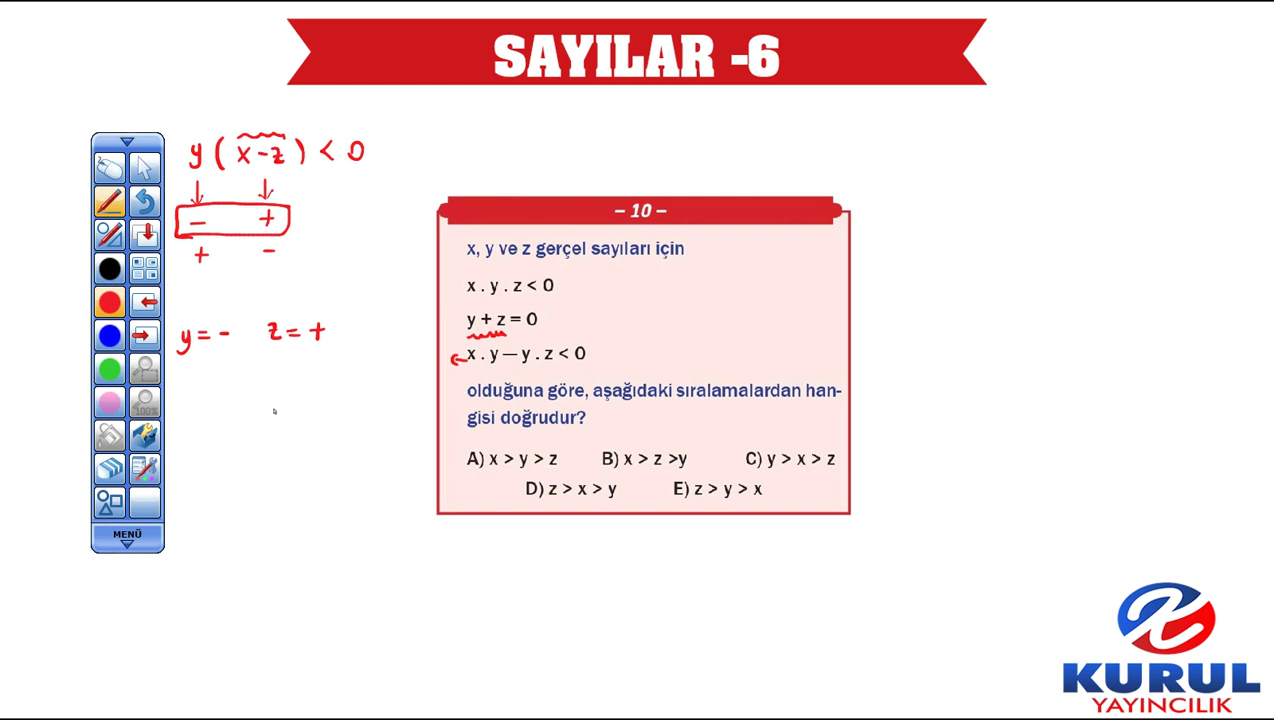 SAYILAR -6
y ( x-z ) < 0
- +
+ -
y = - z = +
MENÜ
100%
– 10 –
x, y ve z gerçel sayıları için
x . y . z < 0
y + z = 0
x . y — y . z < 0
olduğuna göre, aşağıdaki sıralamalardan han-
gisi doğrudur?
A) x > y > z B) x > z >y C) y > x > z
D) z > x > y E) z > y > x
KURUL
YAYINCILIK